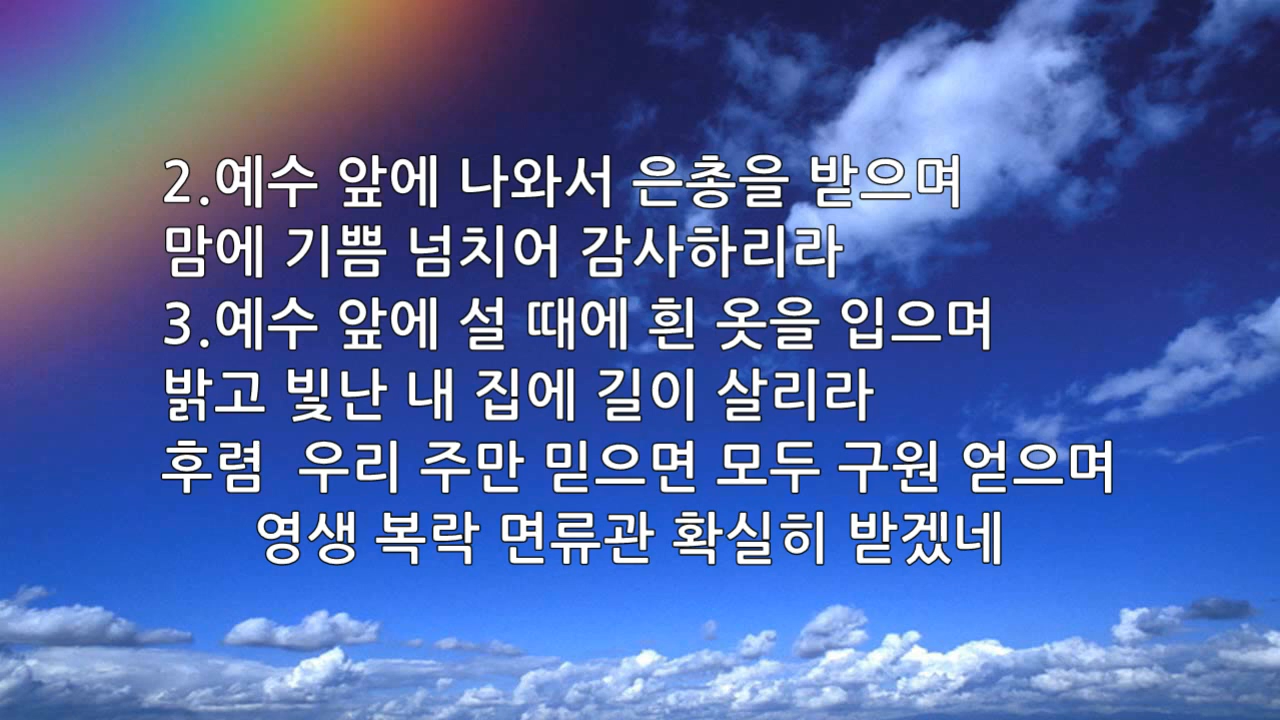 2.예수 앞에 나와서 은총을 받으며
맘에 기쁨 넘치어 감사하리라
3.예수 앞에 설 때에 흰 옷을 입으며
밝고 빛난 내 집에 길이 살리라
후렴 우리 주만 믿으면 모두 구원 얻으며
영생 복락 면류관 확실히 받겠네